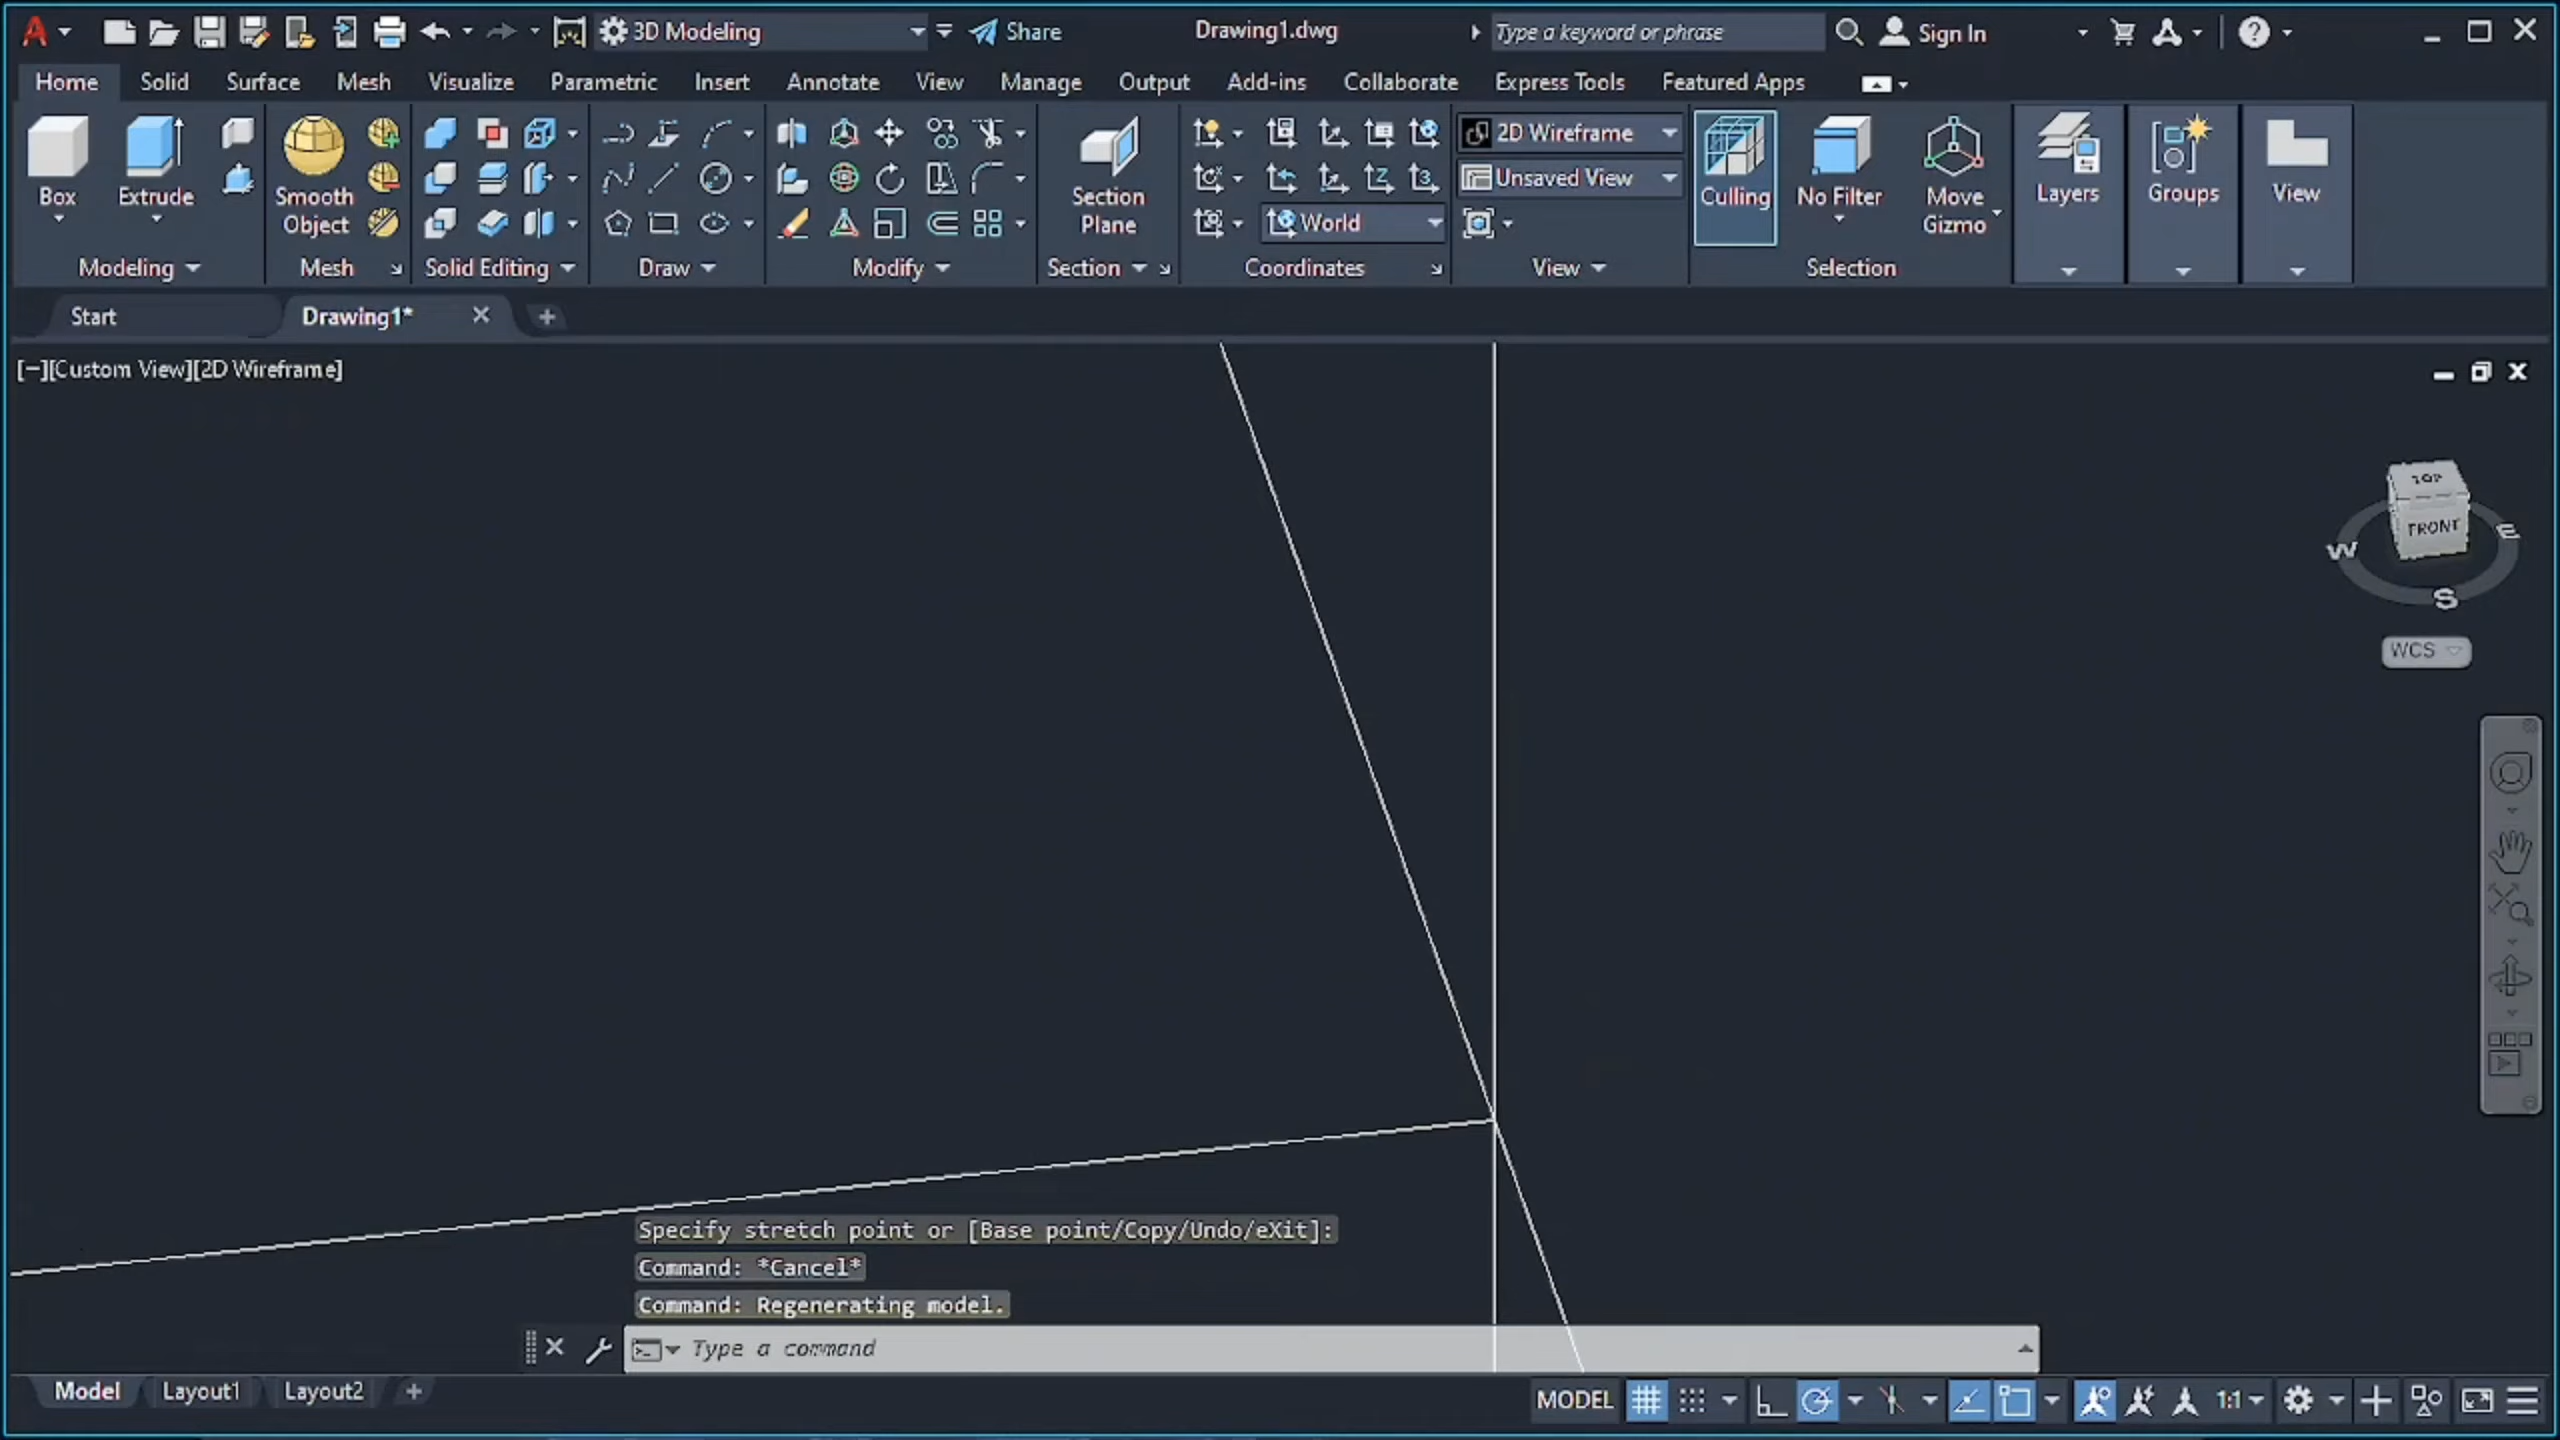 3D Modeling Share Drawing1.dwg Type a keyword or phrase Sign In
Home Solid Surface Mesh Visualize Parametric Insert Annotate View Manage Output Add-ins Collaborate Express Tools Featured Apps
2D Wireframe
Unsaved View
World
Box Extrude Smooth Object Section Plane Culling No Filter Move Gizmo Layers Groups View
Modeling Mesh Solid Editing Draw Modify Section Coordinates View Selection
Start Drawing1*
[−][Custom View][2D Wireframe]
TOP
FRONT
W E
S
WCS
Specify stretch point or [Base point/Copy/Undo/eXit]:
Command: *Cancel*
Command: Regenerating model.
Type a command
Model Layout1 Layout2 MODEL 1:1